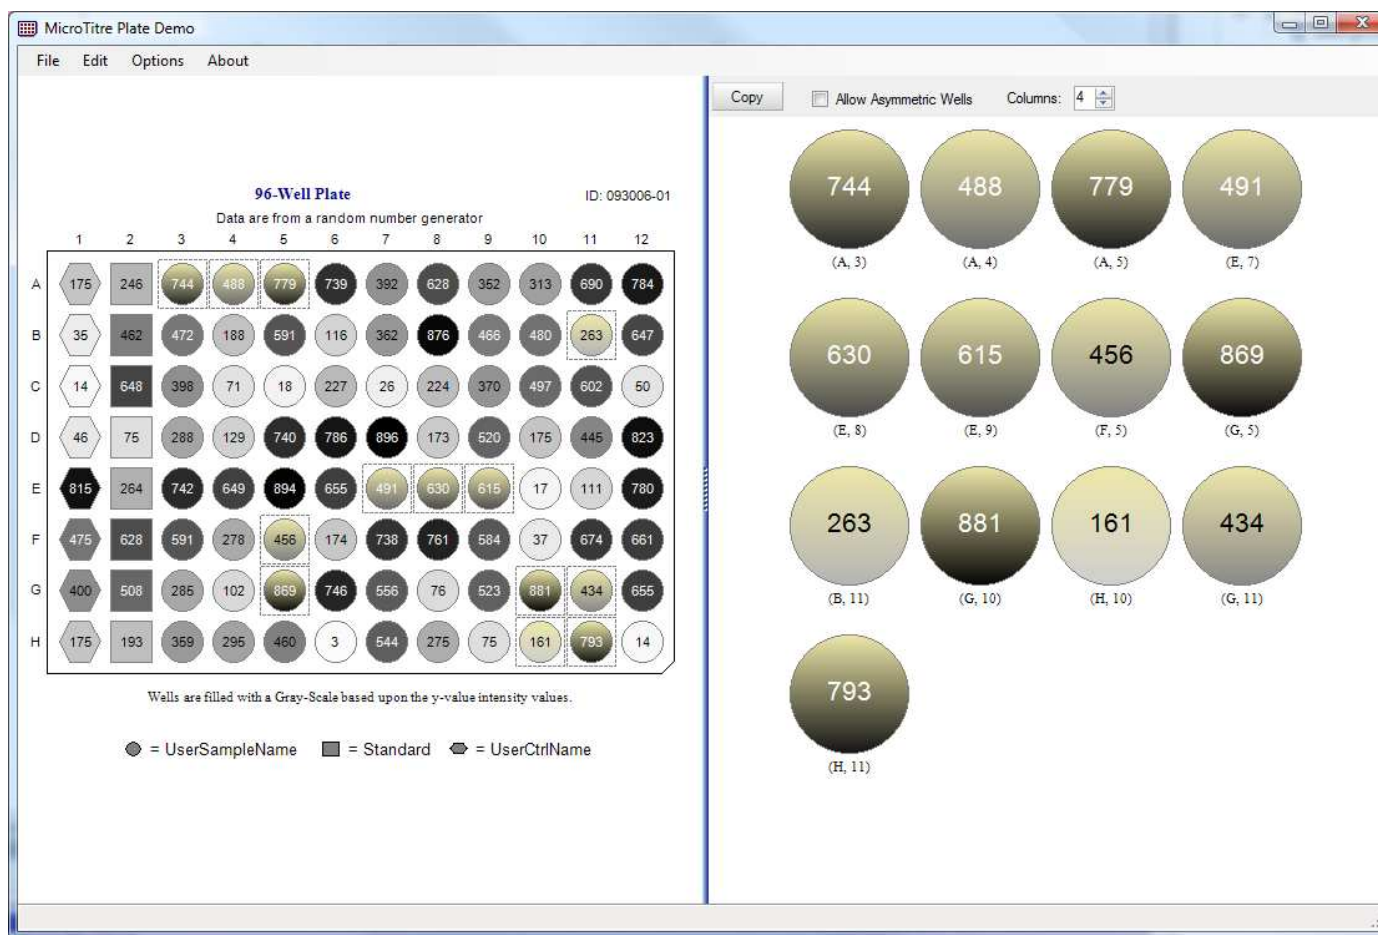 MicroTitre Plate Demo
File Edit Options About
Copy Allow Asymmetric Wells Columns: 4
96-Well Plate ID: 093006-01
Data are from a random number generator
1 2 3 4 5 6 7 8 9 10 11 12
A 175 246 744 488 779 739 392 628 352 313 690 784
B 35 462 472 188 591 116 362 876 466 480 263 647
C 14 648 398 71 18 227 26 224 370 497 602 50
D 46 75 288 129 740 786 896 173 520 175 445 823
E 815 264 742 649 894 655 491 630 615 17 111 780
F 475 628 591 278 456 174 738 761 584 37 674 661
G 400 508 285 102 869 746 556 76 523 881 434 655
H 175 193 359 295 460 3 544 275 75 161 793 14
Wells are filled with a Gray-Scale based upon the y-value intensity values.
= UserSampleName = Standard = UserCtrlName
744 488 779 491
(A, 3) (A, 4) (A, 5) (E, 7)
630 615 456 869
(E, 8) (E, 9) (F, 5) (G, 5)
263 881 161 434
(B, 11) (G, 10) (H, 10) (G, 11)
793
(H, 11)